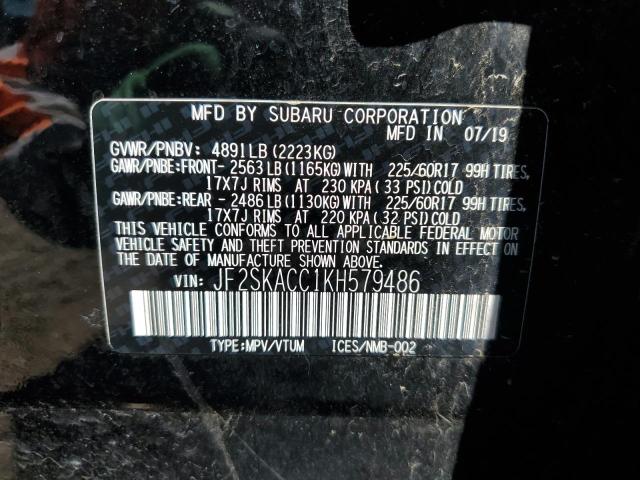 MFD BY SUBARU CORPORATION
MFD IN 07/19
GVWR/PNBV: 4891LB (2223KG)
GAWR/PNBE:FRONT- 2563 LB (1165KG) WITH 225/60R17 99H TIRES,
17X7J RIMS AT 230 KPA (33 PSI) COLD
GAWR/PNBE:REAR - 2486 LB (1130KG) WITH 225/60R17 99H TIRES,
17X7J RIMS AT 220 KPA (32 PSI) COLD
THIS VEHICLE CONFORMS TO ALL APPLICABLE FEDERAL MOTOR
VEHICLE SAFETY AND THEFT PREVENTION STANDARDS IN EFFECT ON
THE DATE OF MANUFACTURE SHOWN ABOVE.
VIN: JF2SKACC1KH579486
TYPE:MPV/VTUM ICES/NMB-002